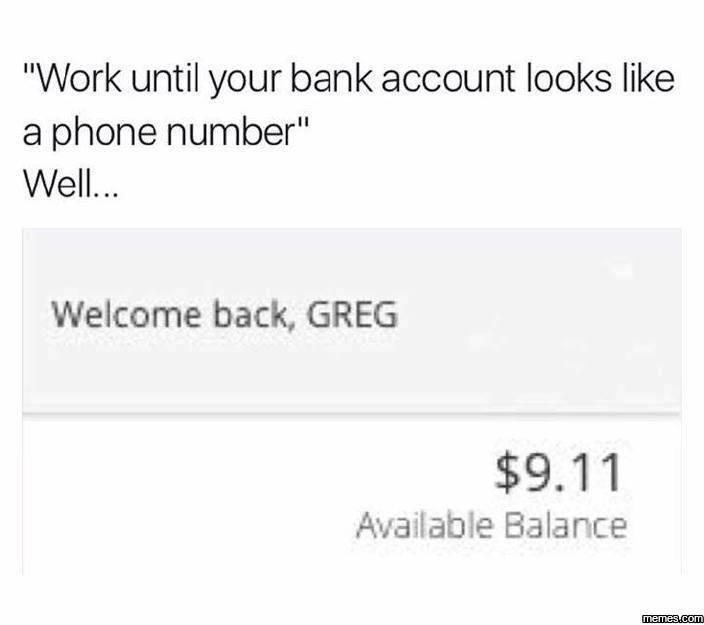 "Work until your bank account looks like
a phone number"
Well...
Welcome back, GREG
$9.11
Available Balance
memes.com